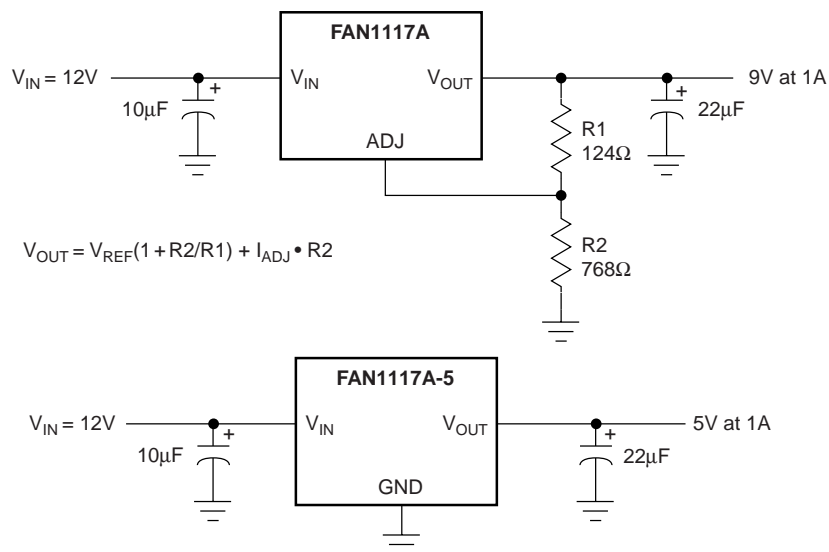 FAN1117A
V_IN = 12V
V_IN
V_OUT
9V at 1A
10μF
+
+
22μF
ADJ
R1
124Ω
V_OUT = V_REF(1 + R2/R1) + I_ADJ • R2
R2
768Ω
FAN1117A-5
V_IN = 12V
V_IN
V_OUT
5V at 1A
10μF
+
+
22μF
GND